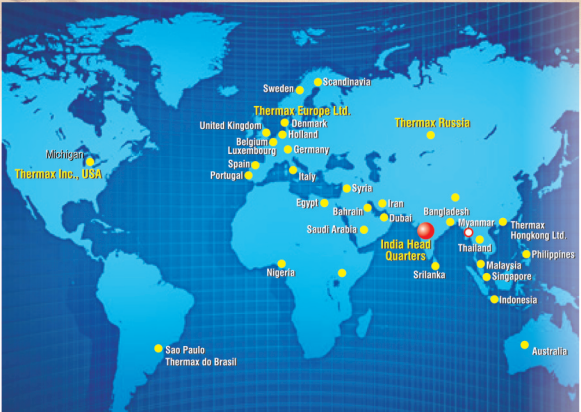 Scandinavia
Sweden
Thermax Europe Ltd.
Denmark
United Kingdom
Holland
Belgium
Luxembourg
Germany
Thermax Russia
Michigan
Thermax Inc., USA
Spain
Portugal
Italy
Syria
Egypt
Iran
Bahrain
Dubai
Saudi Arabia
Bangladesh
Myanmar
Thermax
Hongkong Ltd.
India Head
Quarters
Thailand
Philippines
Nigeria
Srilanka
Malaysia
Singapore
Indonesia
Sao Paulo
Thermax do Brasil
Australia